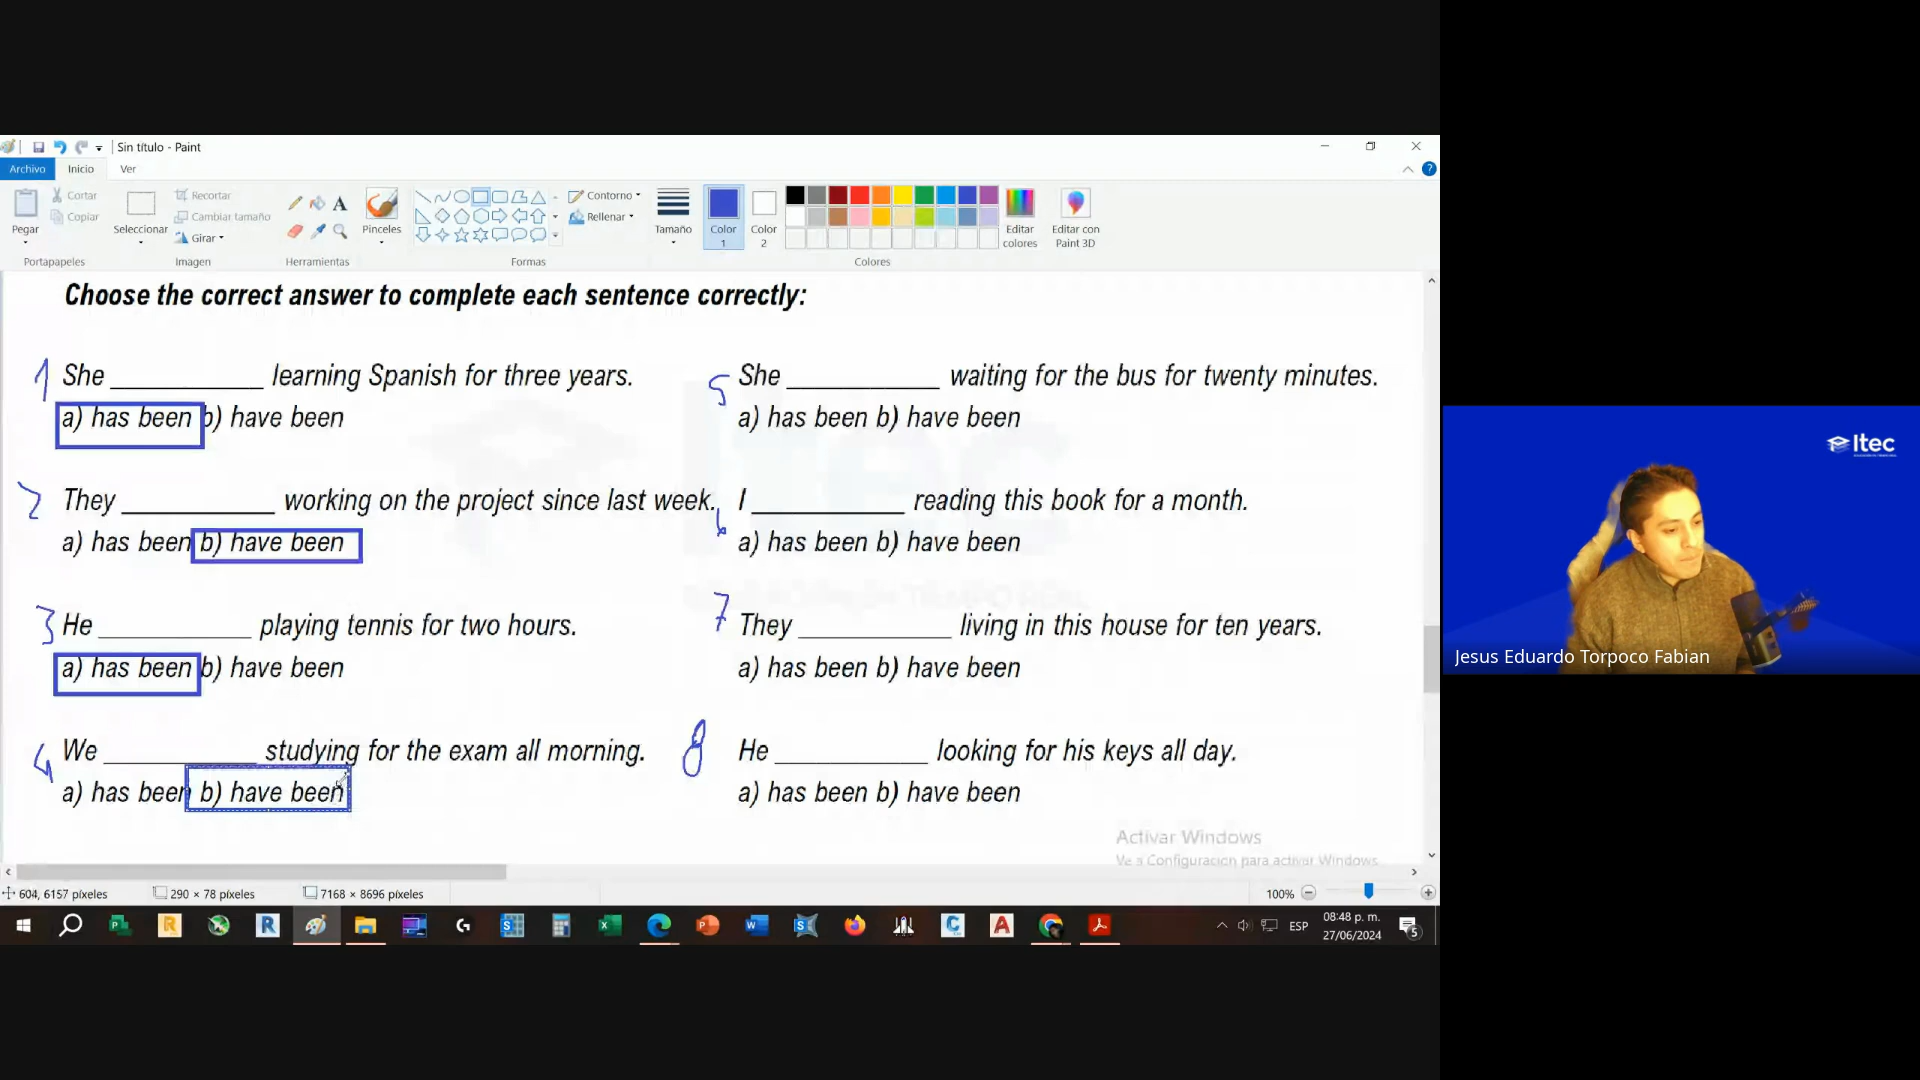 Sin título - Paint
Archivo Inicio Ver
Pegar
Cortar
Copiar
Portapapeles
Seleccionar
Recortar
Cambiar tamaño
Girar
Imagen
A
Herramientas
Pinceles
Contorno
Rellenar
Formas
Tamaño
Color 1
Color 2
Colores
Editar colores
Editar con Paint 3D
Choose the correct answer to complete each sentence correctly:
1 She ___________ learning Spanish for three years.
a) has been b) have been
2 They ___________ working on the project since last week.
a) has been b) have been
3 He ___________ playing tennis for two hours.
a) has been b) have been
4 We ___________ studying for the exam all morning.
a) has been b) have been
5 She ___________ waiting for the bus for twenty minutes.
a) has been b) have been
6 I ___________ reading this book for a month.
a) has been b) have been
7 They ___________ living in this house for ten years.
a) has been b) have been
8 He ___________ looking for his keys all day.
a) has been b) have been
Activar Windows
Ve a Configuración para activar Windows.
604, 6157 píxeles 290 × 78 píxeles 7168 × 8696 píxeles 100%
ESP
08:48 p. m.
27/06/2024
5
Itec
Jesus Eduardo Torpoco Fabian